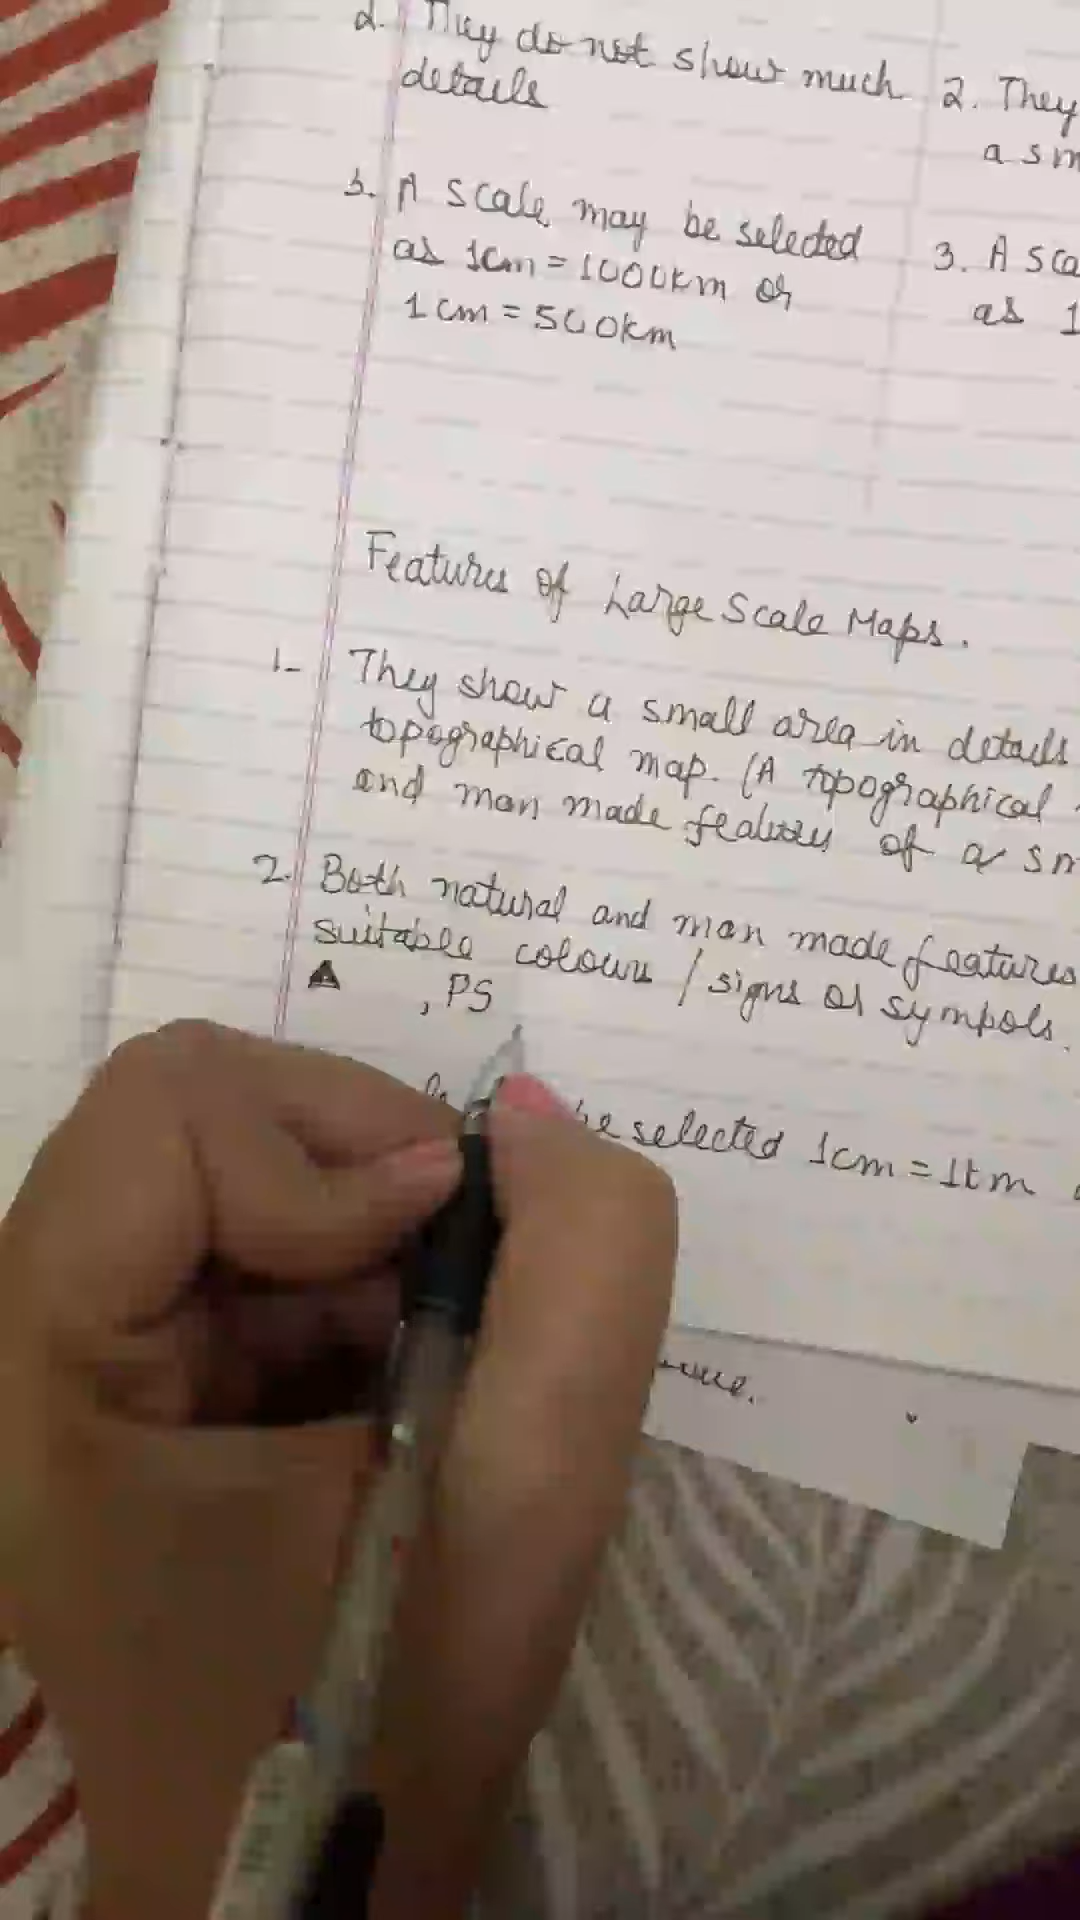 2. They do not show much
details
3. A scale may be selected
as 1cm = 1000km or
1 cm = 500km
2. They
a sm
3. A sca
as 1
Features of Large Scale Maps.
1- They show a small area in details
topographical map. (A topographical
and man made features of a sm
2. Both natural and man made features
suitable colours / signs or symbols.
, PS
be selected 1cm = 1km